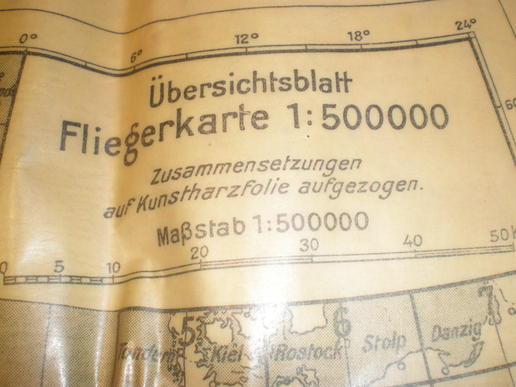 0° 6° 12° 18° 24°
Übersichtsblatt
Fliegerkarte 1:500000
Zusammensetzungen
auf Kunstharzfolie aufgezogen.
Maßstab 1:500000
0 5 10 20 30 40 50
5 6 7
Tondern Kiel Rostock Stolp Danzig